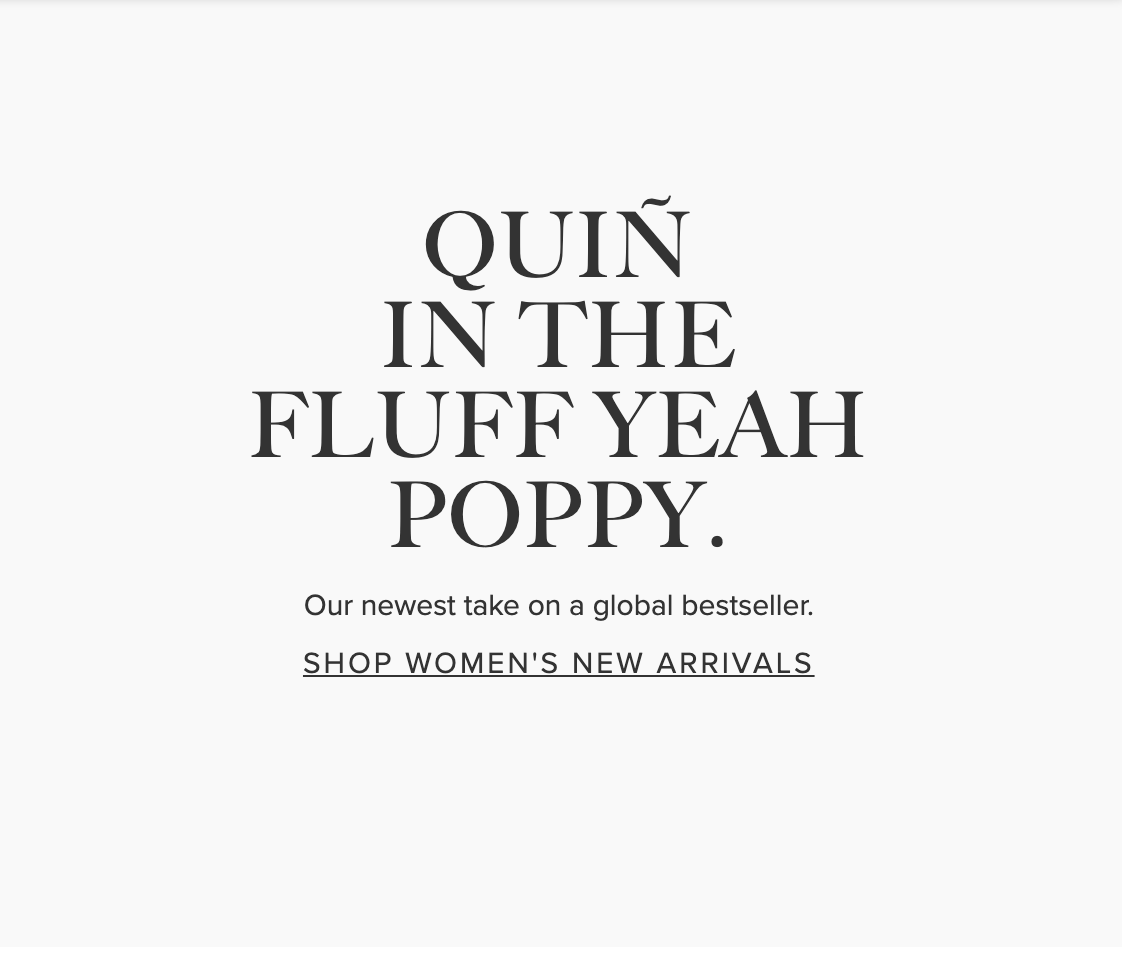 QUIÑ
IN THE
FLUFF YEAH
POPPY.
Our newest take on a global bestseller.
SHOP WOMEN'S NEW ARRIVALS